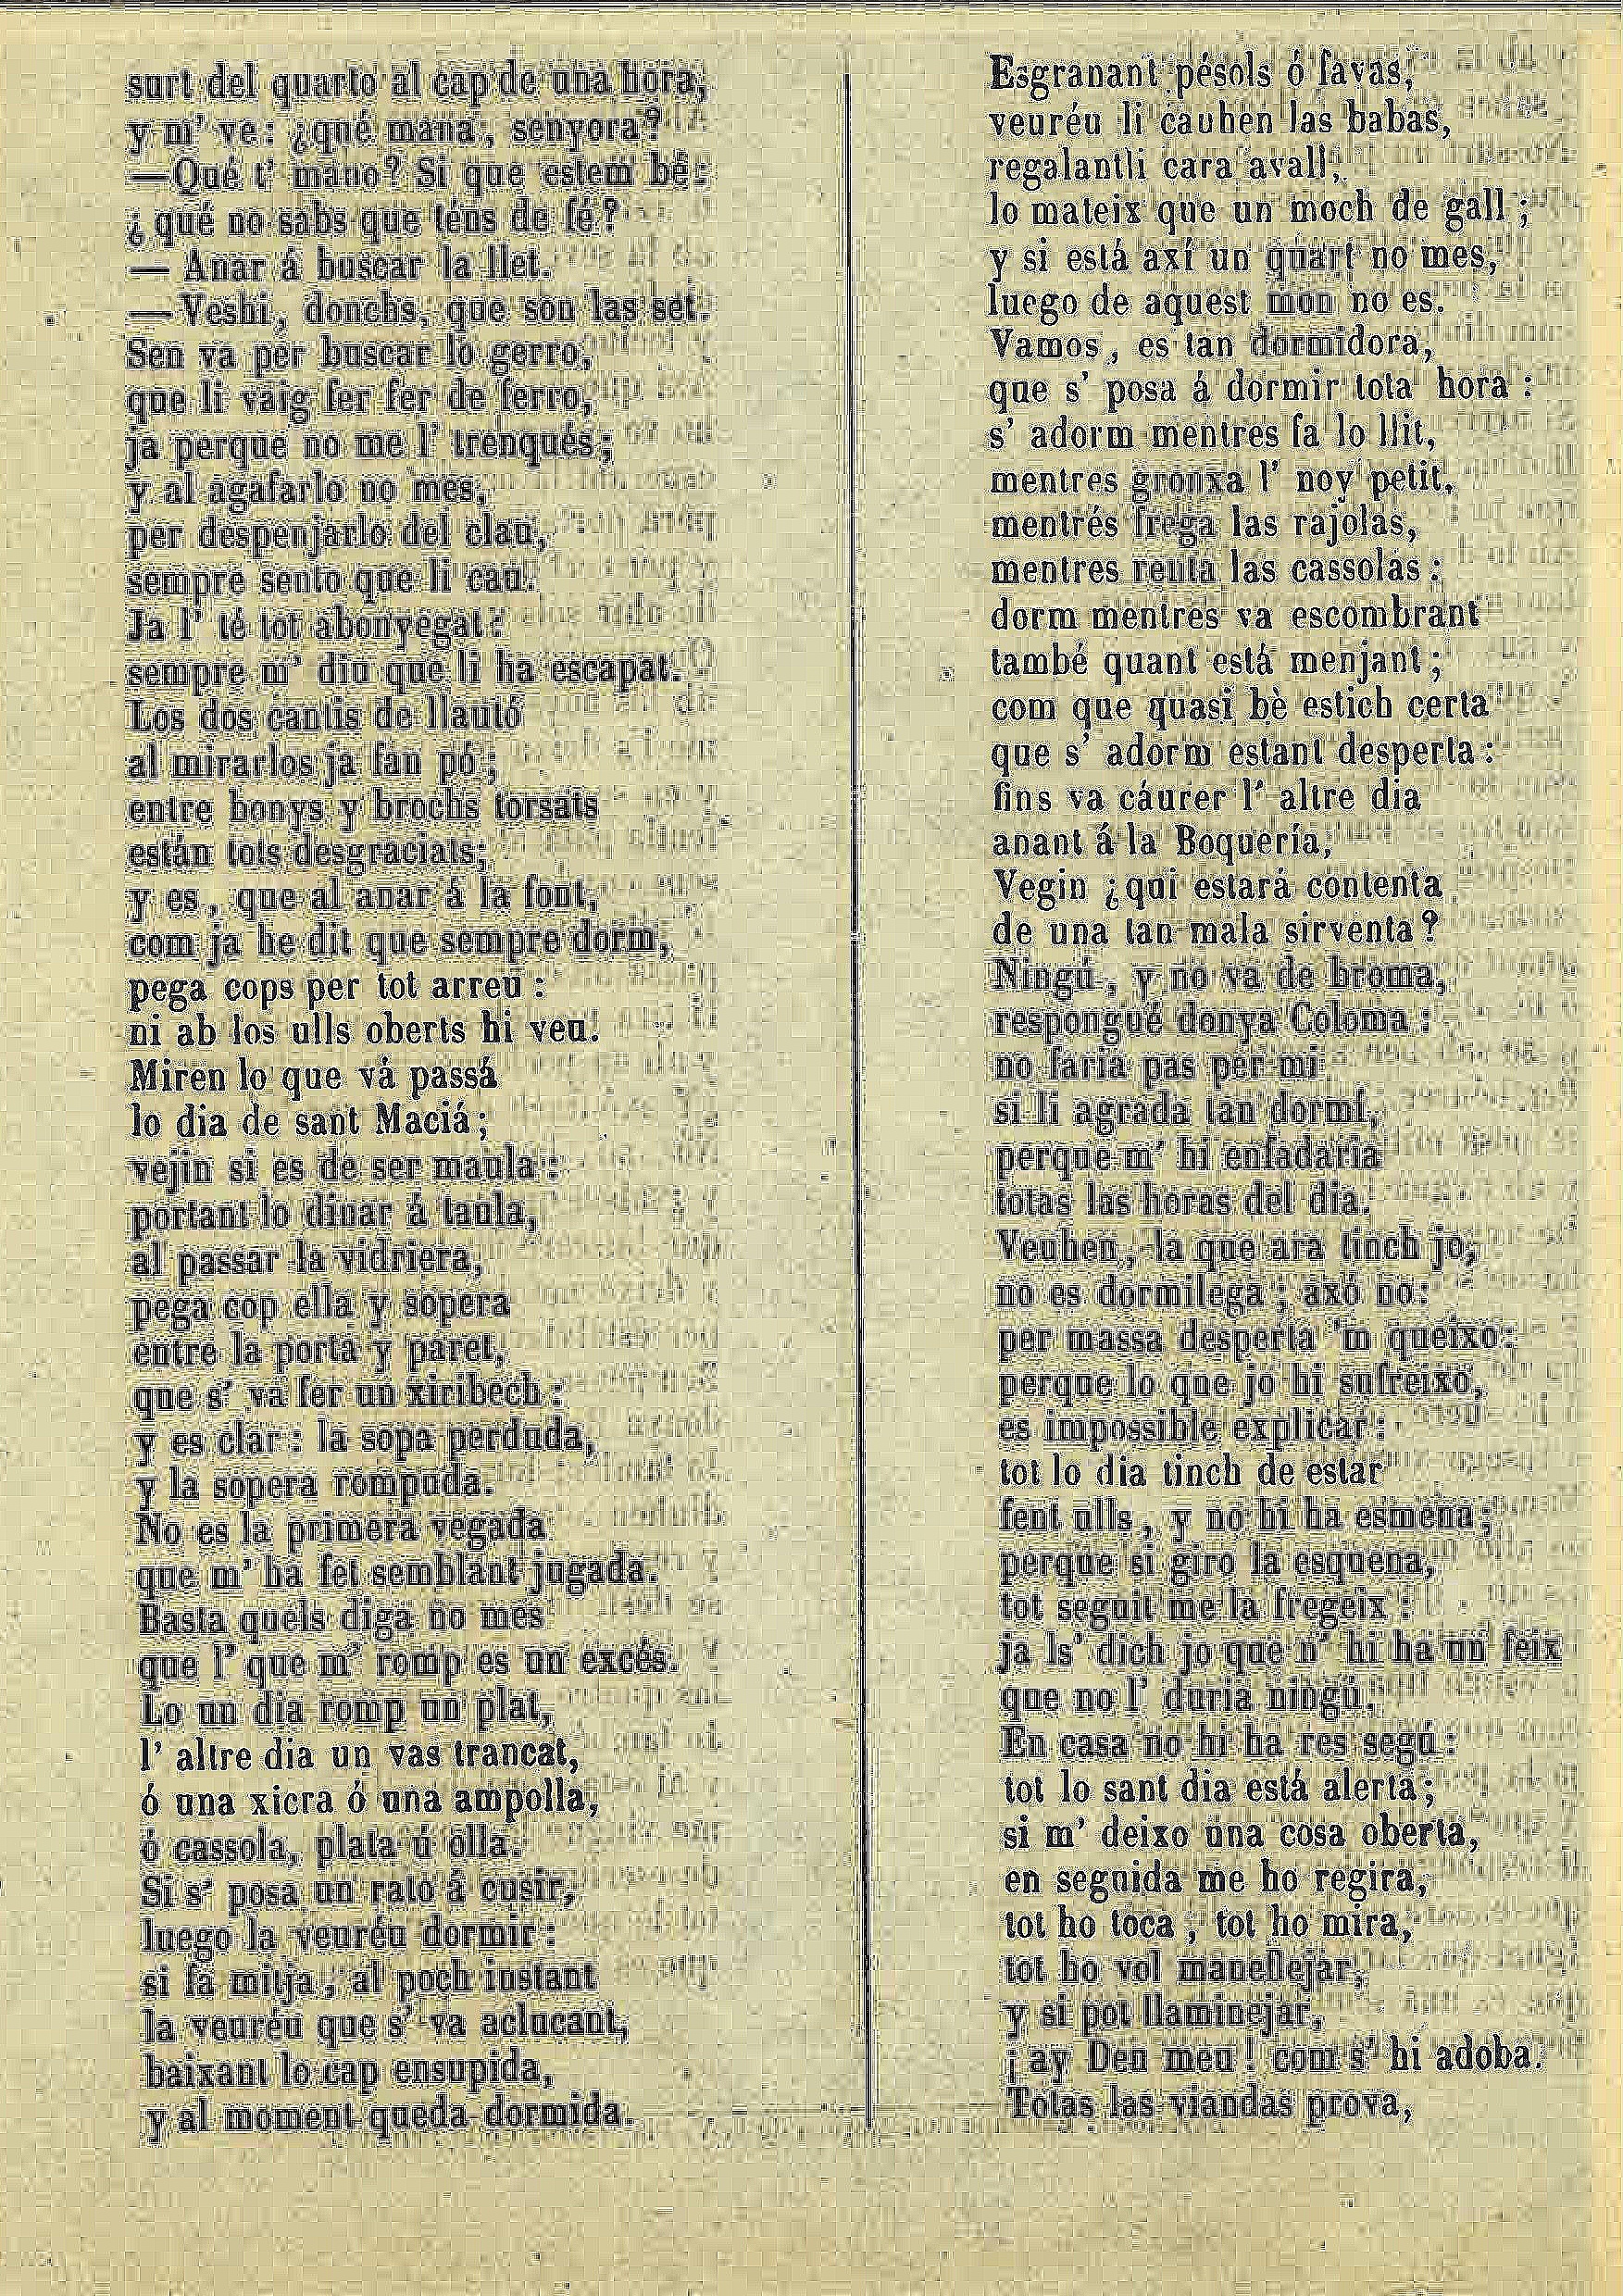 surt del quarto al cap de una hora,
y m' ve: ¿qué mana, senyora?
—Qué t' mano? Si que estem bé:
¿qué no sabs que téns de fé?
— Anar á buscar la llet.
—Veshi, donchs, que son las set.
Sen va per buscar lo gerro,
que li vaig fer fer de ferro,
ja perque no me l' trenqués;
y al agafarlo no mes,
per despenjarlo del clau,
sempre sento que li cau.
Ja l' té tot abonyegat:
sempre m' diu que li ha escapat.
Los dos cantis de llautó
al mirarlos ja fan pó;
entre bonys y brochs torsats
están tots desgraciats;
y es, que al anar á la font,
com ja he dit que sempre dorm,
pega cops per tot arreu:
ni ab los ulls oberts hi veu.
Miren lo que vá passá
lo dia de sant Maciá;
vejin si es de ser maula:
portant lo dinar á taula,
al passar la vidriera,
pega cop ella y sopera
entre la porta y paret,
que s' va fer un xiribech:
y es clar: la sopa perduda,
y la sopera rompuda.
No es la primera vegada
que m' ha fet semblant jugada.
Basta quels diga no mes
que l' que m' romp es un excés.
Lo un dia romp un plat,
l' altre dia un vas trancat,
ó una xicra ó una ampolla,
ó cassola, plata ú olla.
Si s' posa un rato á cusir,
luego la veuréu dormir:
si fa mitja, al poch instant
la veuréu que s' va aclucant,
baixant lo cap ensupida,
y al moment queda dormida.
Esgranant pésols ó favas,
veuréu li cauhen las babas,
regalantli cara avall,
lo mateix que un moch de gall;
y si está axí un quart no mes,
luego de aquest mon no es.
Vamos, es tan dormidora,
que s' posa á dormir tota hora:
s' adorm mentres fa lo llit,
mentres gronxa l' noy petit,
mentrés frega las rajolas,
mentres renta las cassolas:
dorm mentres va escombrant
també quant está menjant;
com que quasi bè estich certa
que s' adorm estant desperta:
fins va cáurer l' altre dia
anant á la Boquería,
Vegin ¿qui estará contenta
de una tan mala sirventa?
Ningú, y no va de broma,
respongué donya Coloma:
no faria pas per mi
si li agrada tan dormí,
perque m' hi enfadaria
totas las horas del dia.
Veuhen, la que ara tinch jo,
no es dormilega; axó no:
per massa desperta 'm queixo:
perque lo que jo hi sufreixo,
es impossible explicar:
tot lo dia tinch de estar
fent ulls, y no hi ha esmena;
perque si giro la esquena,
tot seguit me la fregeix:
ja ls' dich jo que n' hi ha un feix
que no l' duria ningú.
En casa no hi ha res segú:
tot lo sant dia está alerta;
si m' deixo una cosa oberta,
en seguida me ho regira,
tot ho toca, tot ho mira,
tot ho vol maneflejar,
y si pot llaminejar,
¡ay Deu meu! com s' hi adoba.
Totas las viandas prova,